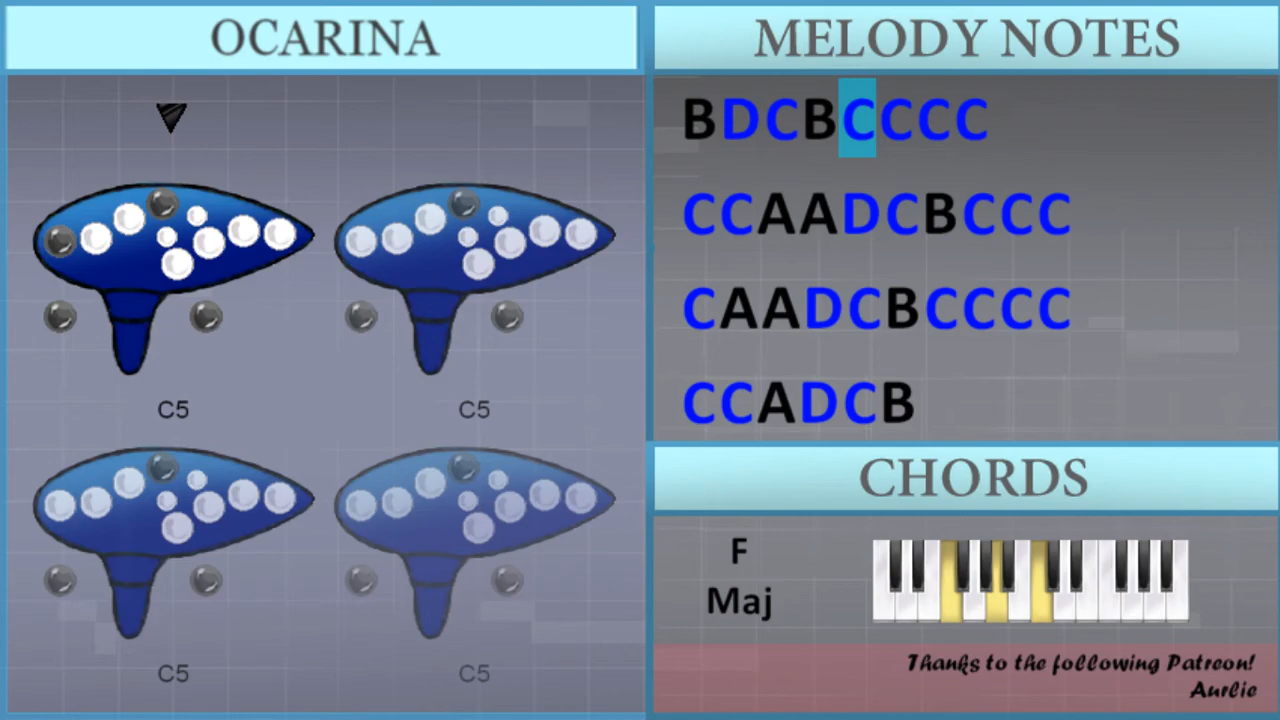 OCARINA
C5 C5
C5 C5
MELODY NOTES
BDCBCCCC
CCAADCBCCC
CAADCBCCCC
CCADCB
CHORDS
F
Maj
Thanks to the following Patreon!
Aurlie